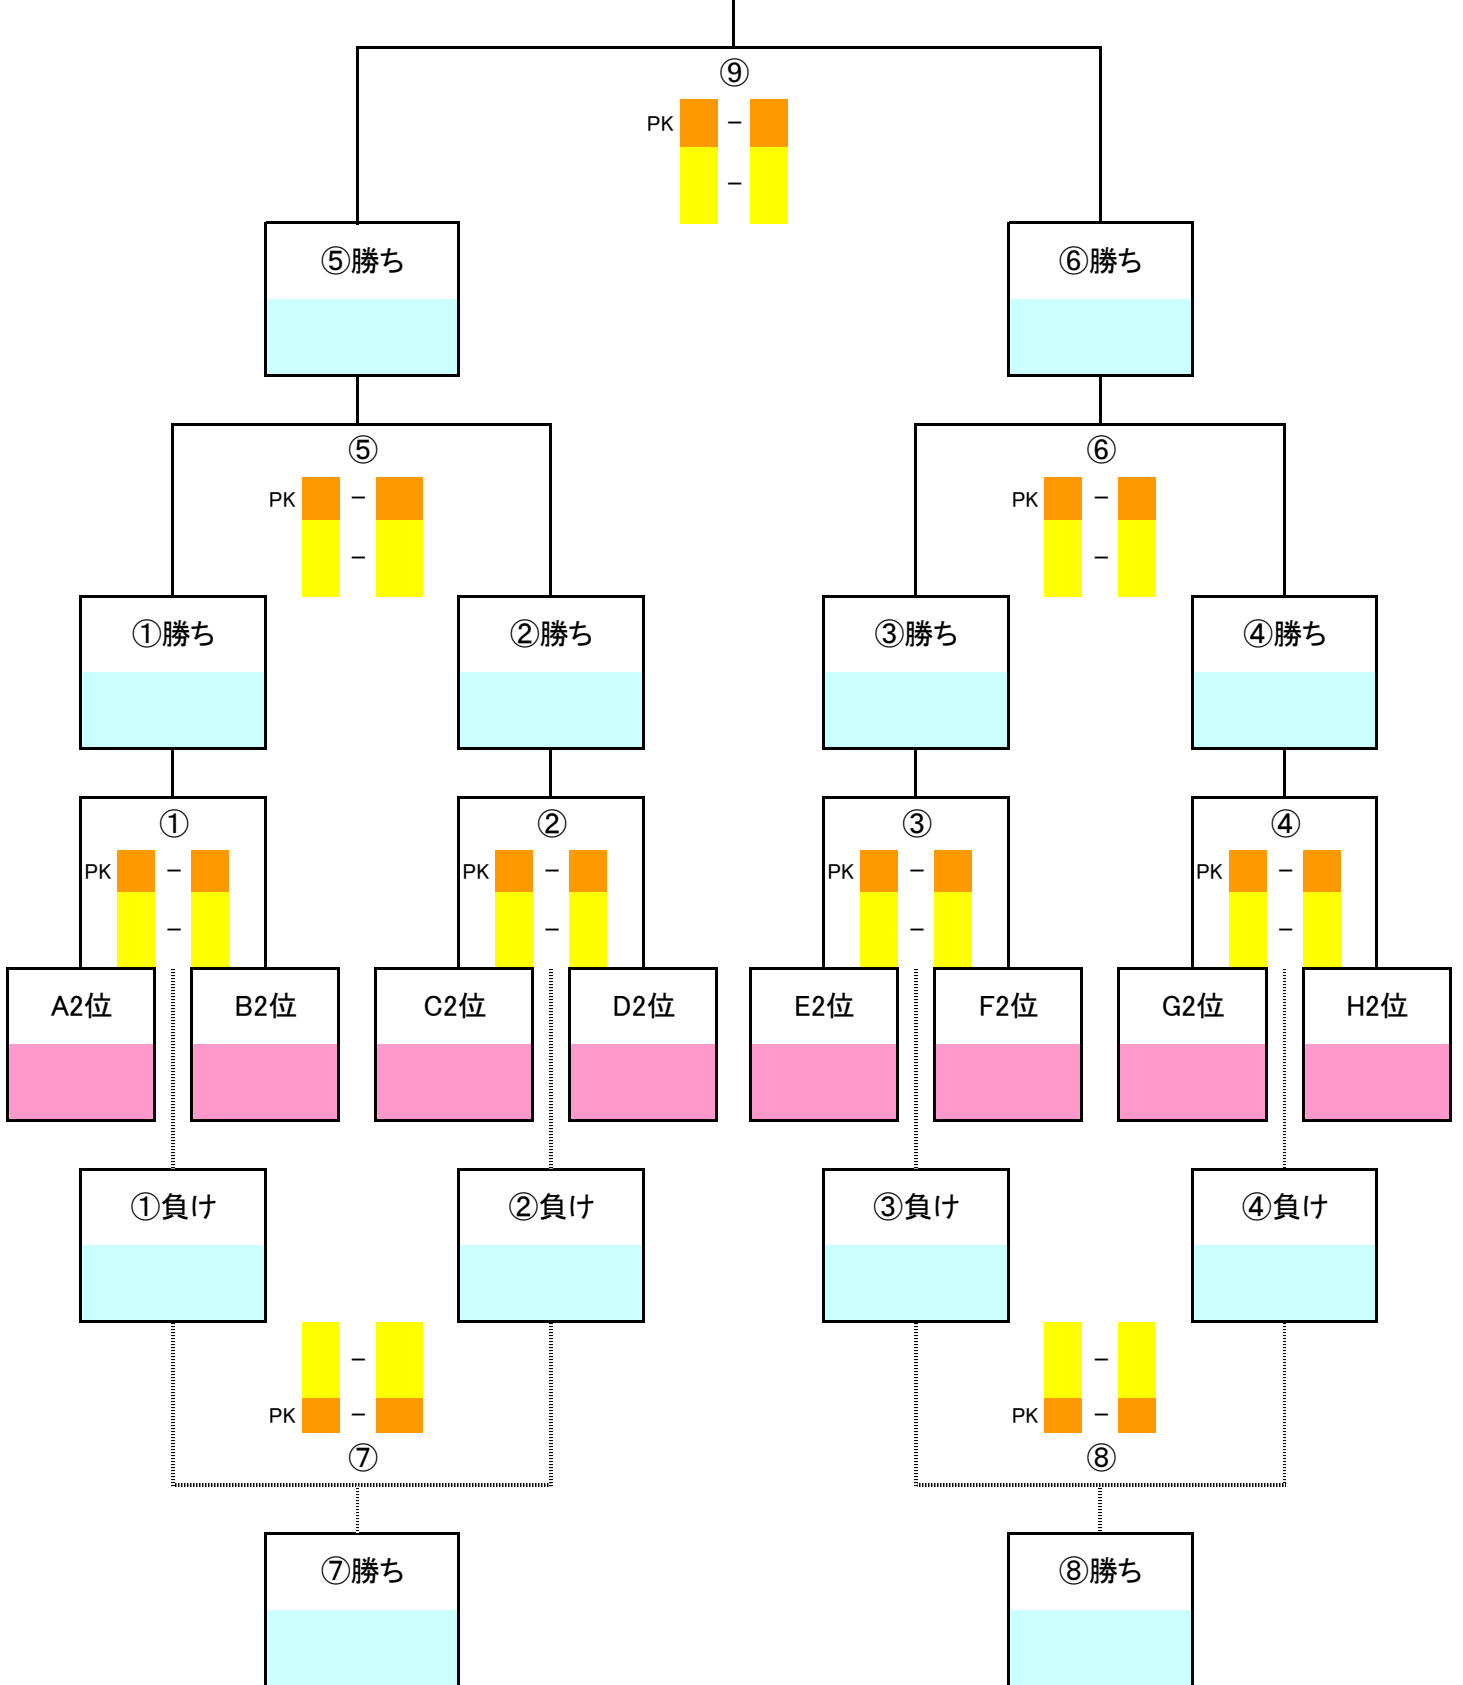 ⑨
PK －
－
⑤勝ち ⑥勝ち
⑤ ⑥
PK － PK －
－ －
①勝ち ②勝ち ③勝ち ④勝ち
① ② ③ ④
PK － PK － PK － PK －
－ － － －
A2位 B2位 C2位 D2位 E2位 F2位 G2位 H2位
①負け ②負け ③負け ④負け
－ －
PK － PK －
⑦ ⑧
⑦勝ち ⑧勝ち